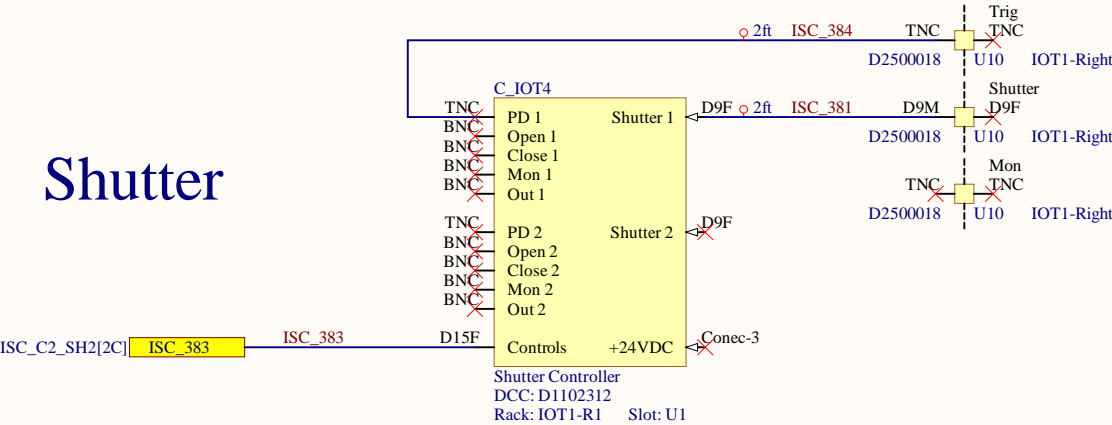 Trig
2ft ISC_384 TNC TNC
D2500018 U10 IOT1-Right
C_IOT4 Shutter
TNC PD 1 Shutter 1 D9F 2ft ISC_381 D9M D9F
BNC Open 1 D2500018 U10 IOT1-Right
BNC Close 1
BNC Mon 1 Mon
BNC Out 1 TNC TNC
Shutter
D2500018 U10 IOT1-Right
TNC PD 2 Shutter 2 D9F
BNC Open 2
BNC Close 2
BNC Mon 2
BNC Out 2
ISC_C2_SH2[2C] ISC_383 ISC_383 D15F Controls +24VDC Conec-3
Shutter Controller
DCC: D1102312
Rack: IOT1-R1 Slot: U1